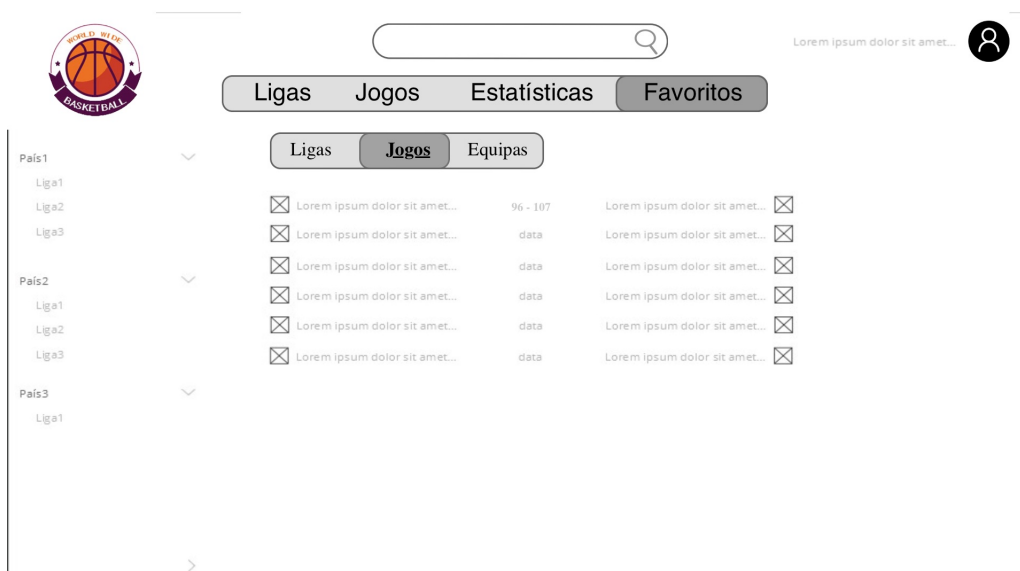 WORLD WIDE
BASKETBALL
Lorem ipsum dolor sit amet...
Ligas Jogos Estatísticas Favoritos
Ligas Jogos Equipas
País1
Liga1
Liga2
Liga3
País2
Liga1
Liga2
Liga3
País3
Liga1
Lorem ipsum dolor sit amet... 96 - 107 Lorem ipsum dolor sit amet...
Lorem ipsum dolor sit amet... data Lorem ipsum dolor sit amet...
Lorem ipsum dolor sit amet... data Lorem ipsum dolor sit amet...
Lorem ipsum dolor sit amet... data Lorem ipsum dolor sit amet...
Lorem ipsum dolor sit amet... data Lorem ipsum dolor sit amet...
Lorem ipsum dolor sit amet... data Lorem ipsum dolor sit amet...